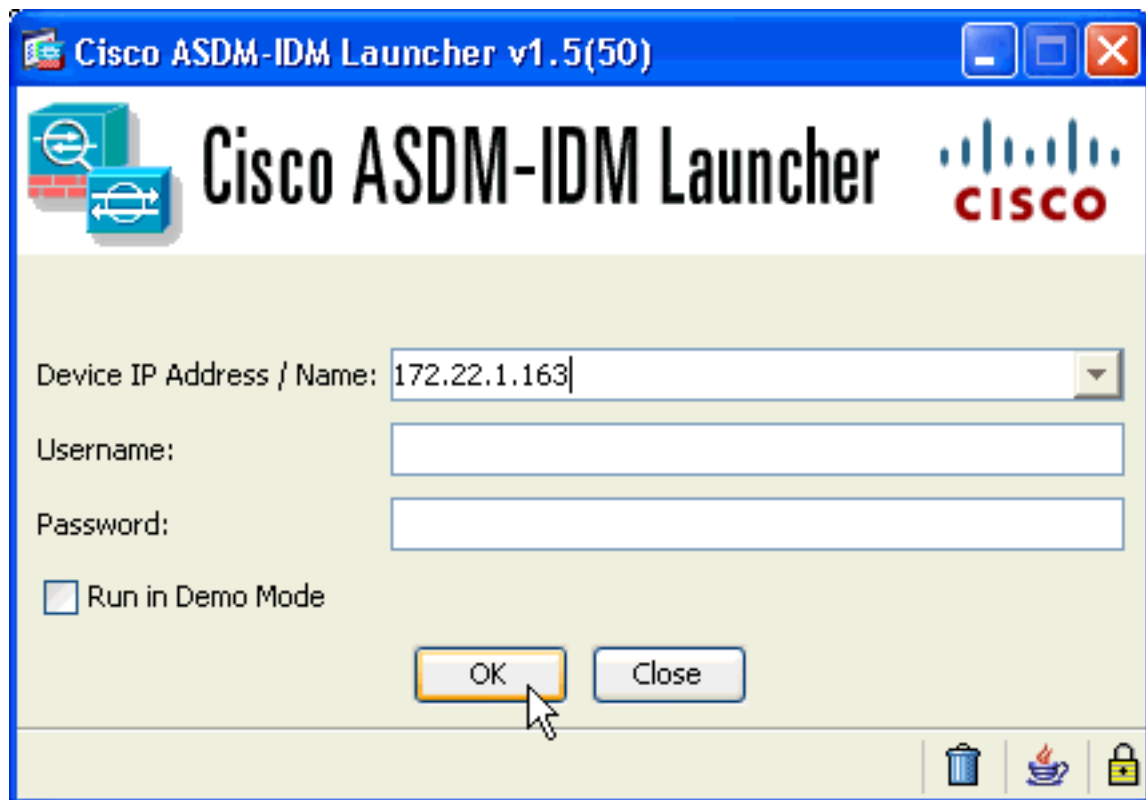 Cisco ASDM-IDM Launcher v1.5(50)
Cisco ASDM-IDM Launcher
CISCO
Device IP Address / Name: 172.22.1.163
Username:
Password:
Run in Demo Mode
OK Close